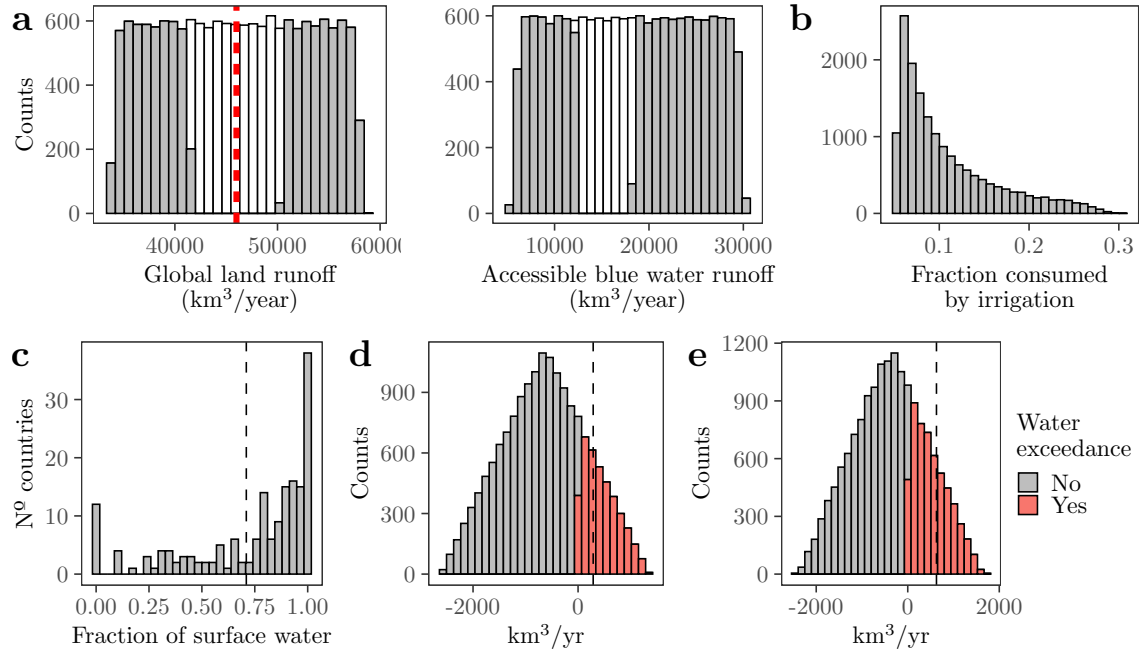 a
Counts
600
400
200
0
40000 50000 60000
Global land runoff
(km³/year)
600
400
200
0
10000 20000 30000
Accessible blue water runoff
(km³/year)
b
2000
1000
0
0.1 0.2 0.3
Fraction consumed
by irrigation
c
Nº countries
30
20
10
0
0.00 0.25 0.50 0.75 1.00
Fraction of surface water
d
Counts
900
600
300
0
-2000 0
km³/yr
e
Counts
1200
900
600
300
0
-2000 0 2000
km³/yr
Water
exceedance
No
Yes